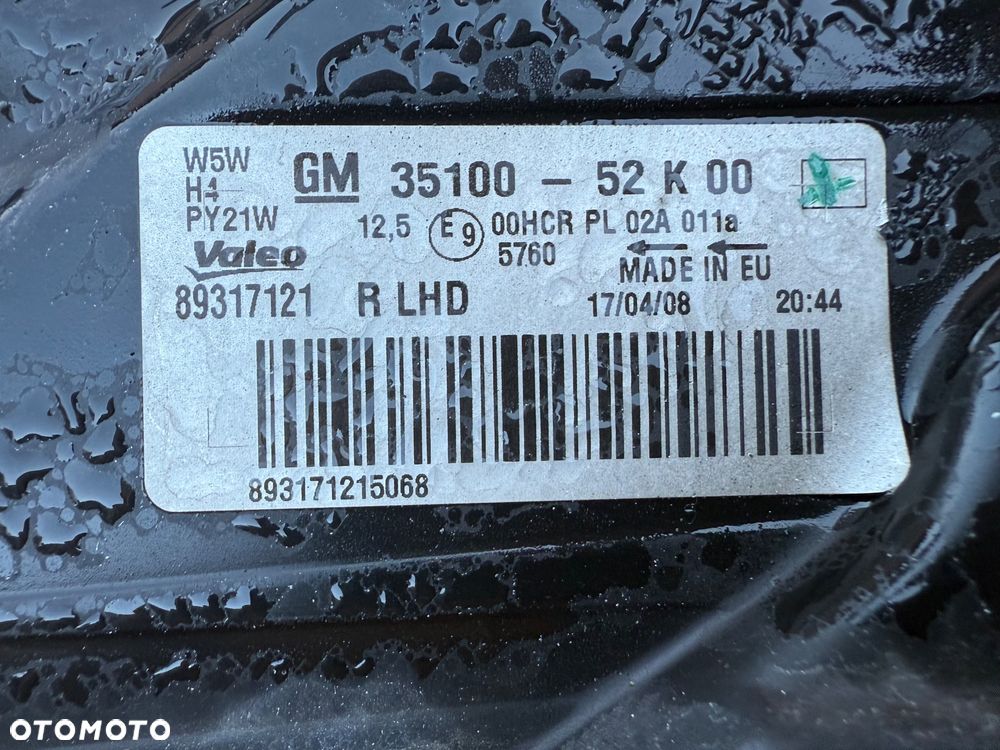 W5W
H4
PY21W
GM 35100 - 52 K 00
12,5 E9 00HCR PL 02A 011a
5760
Valeo
MADE IN EU
89317121 R LHD 17/04/08 20:44
893171215068
OTOMOTO